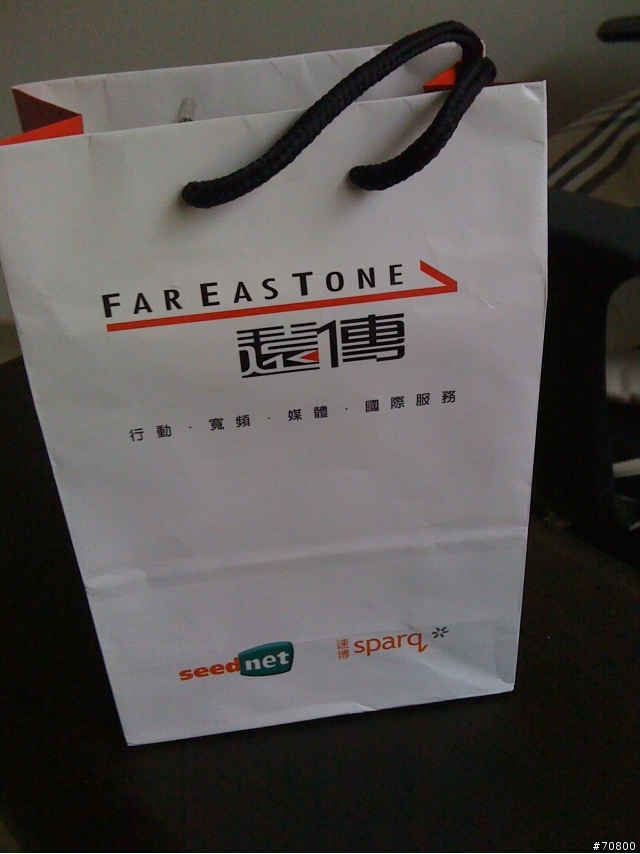 FAREASTONE
遠傳
行動．寬頻．媒體．國際服務
seednet
速博 sparq
#70800